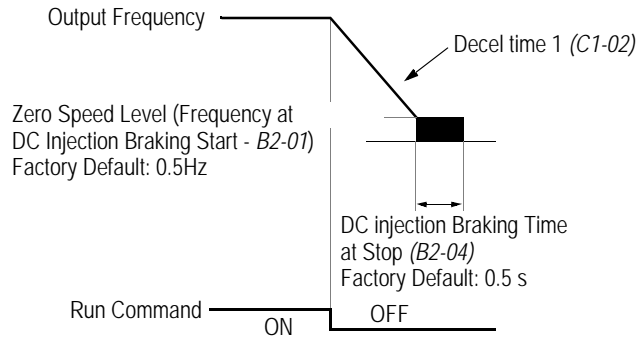 Output Frequency
Decel time 1 (C1-02)
Zero Speed Level (Frequency at
DC Injection Braking Start - B2-01)
Factory Default: 0.5Hz
DC injection Braking Time
at Stop (B2-04)
Factory Default: 0.5 s
Run Command
ON
OFF